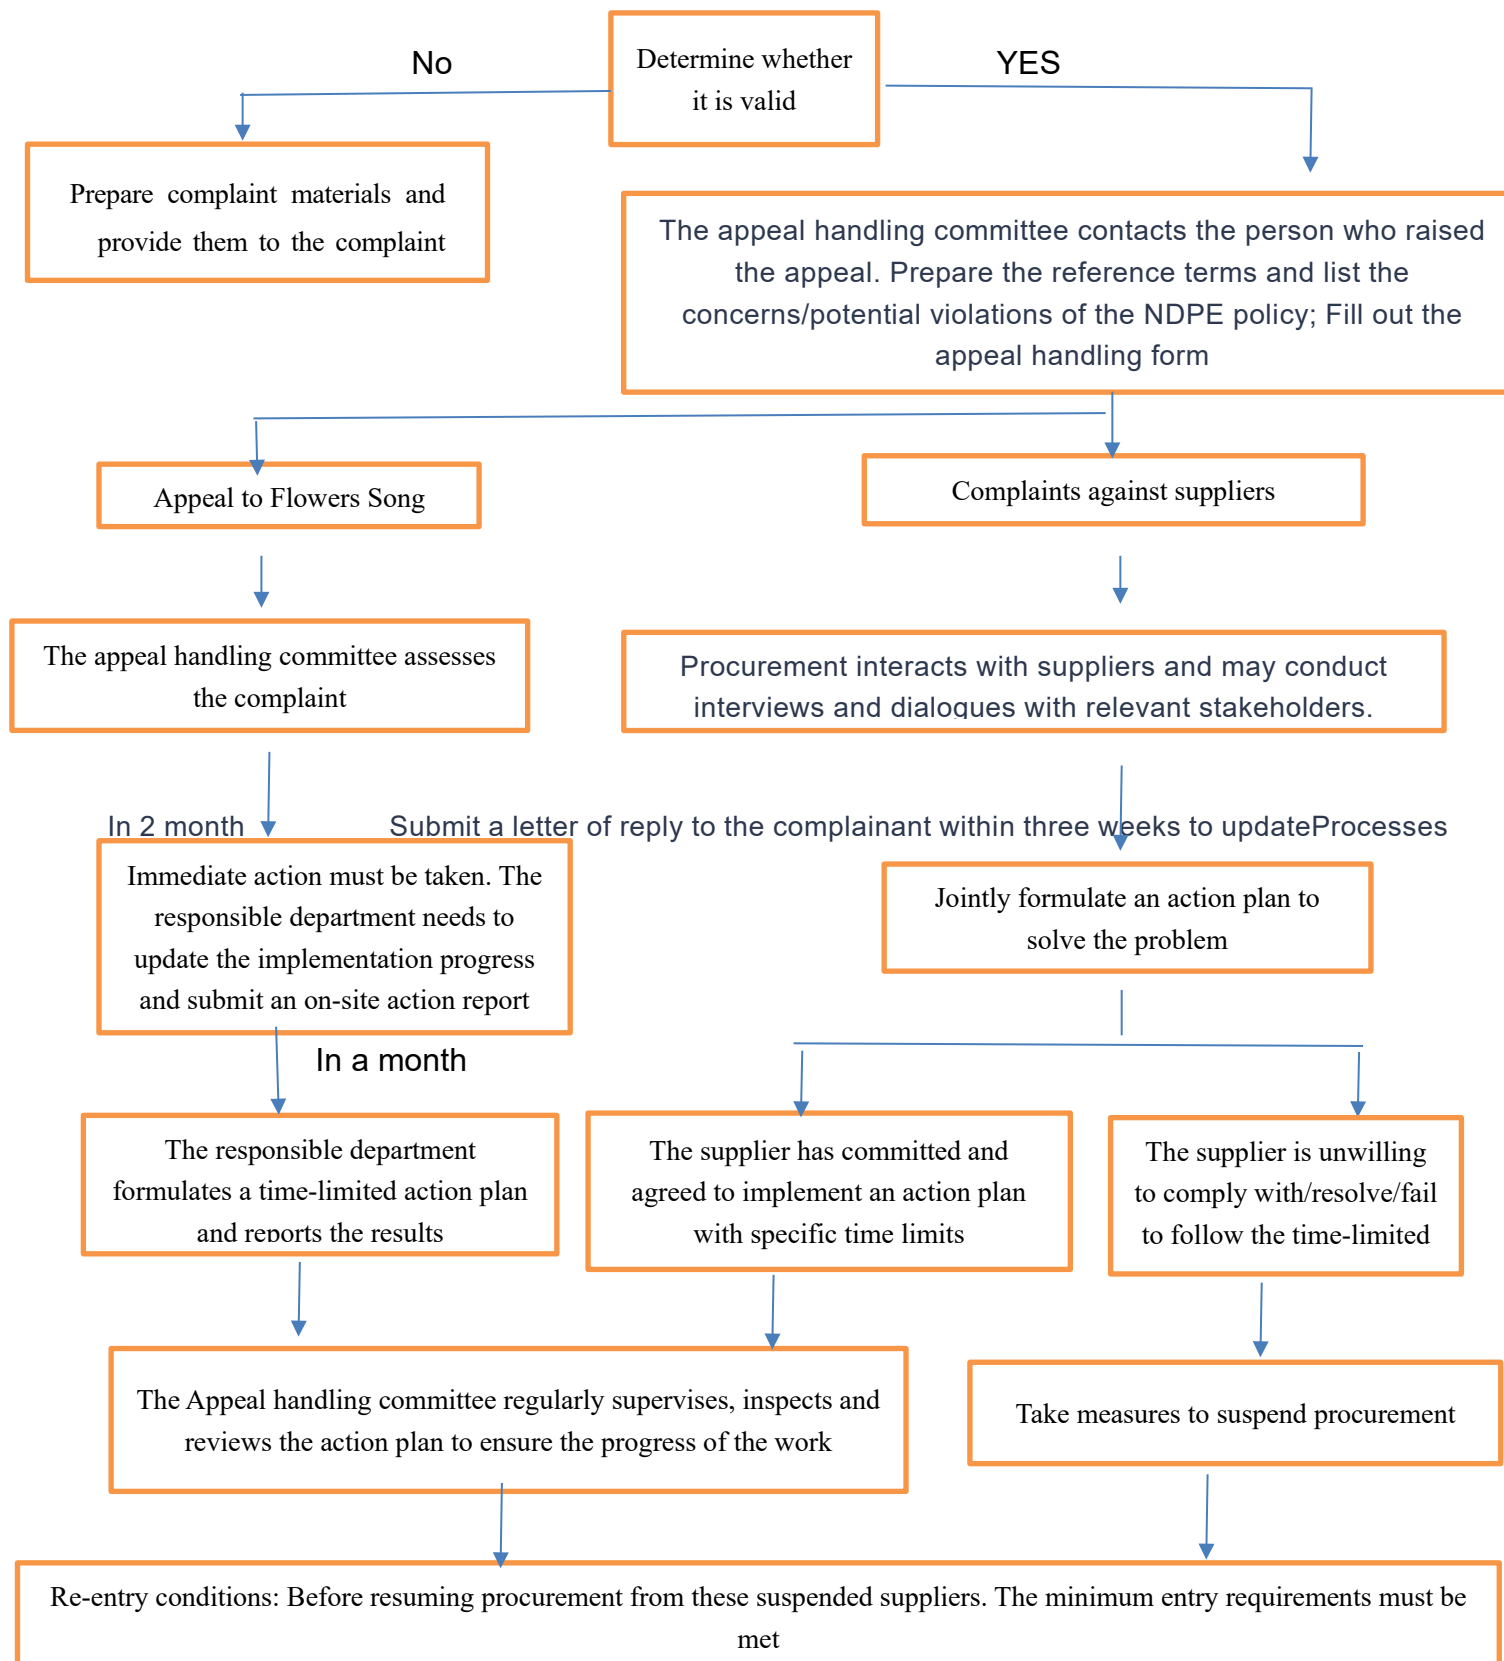 No
Determine whether
it is valid
YES
Prepare complaint materials and
provide them to the complaint
The appeal handling committee contacts the person who raised
the appeal. Prepare the reference terms and list the
concerns/potential violations of the NDPE policy; Fill out the
appeal handling form
Appeal to Flowers Song
Complaints against suppliers
The appeal handling committee assesses
the complaint
Procurement interacts with suppliers and may conduct
interviews and dialogues with relevant stakeholders.
In 2 month
Submit a letter of reply to the complainant within three weeks to updateProcesses
Immediate action must be taken. The
responsible department needs to
update the implementation progress
and submit an on-site action report
Jointly formulate an action plan to
solve the problem
In a month
The responsible department
formulates a time-limited action plan
and reports the results
The supplier has committed and
agreed to implement an action plan
with specific time limits
The supplier is unwilling
to comply with/resolve/fail
to follow the time-limited
The Appeal handling committee regularly supervises, inspects and
reviews the action plan to ensure the progress of the work
Take measures to suspend procurement
Re-entry conditions: Before resuming procurement from these suspended suppliers. The minimum entry requirements must be
met